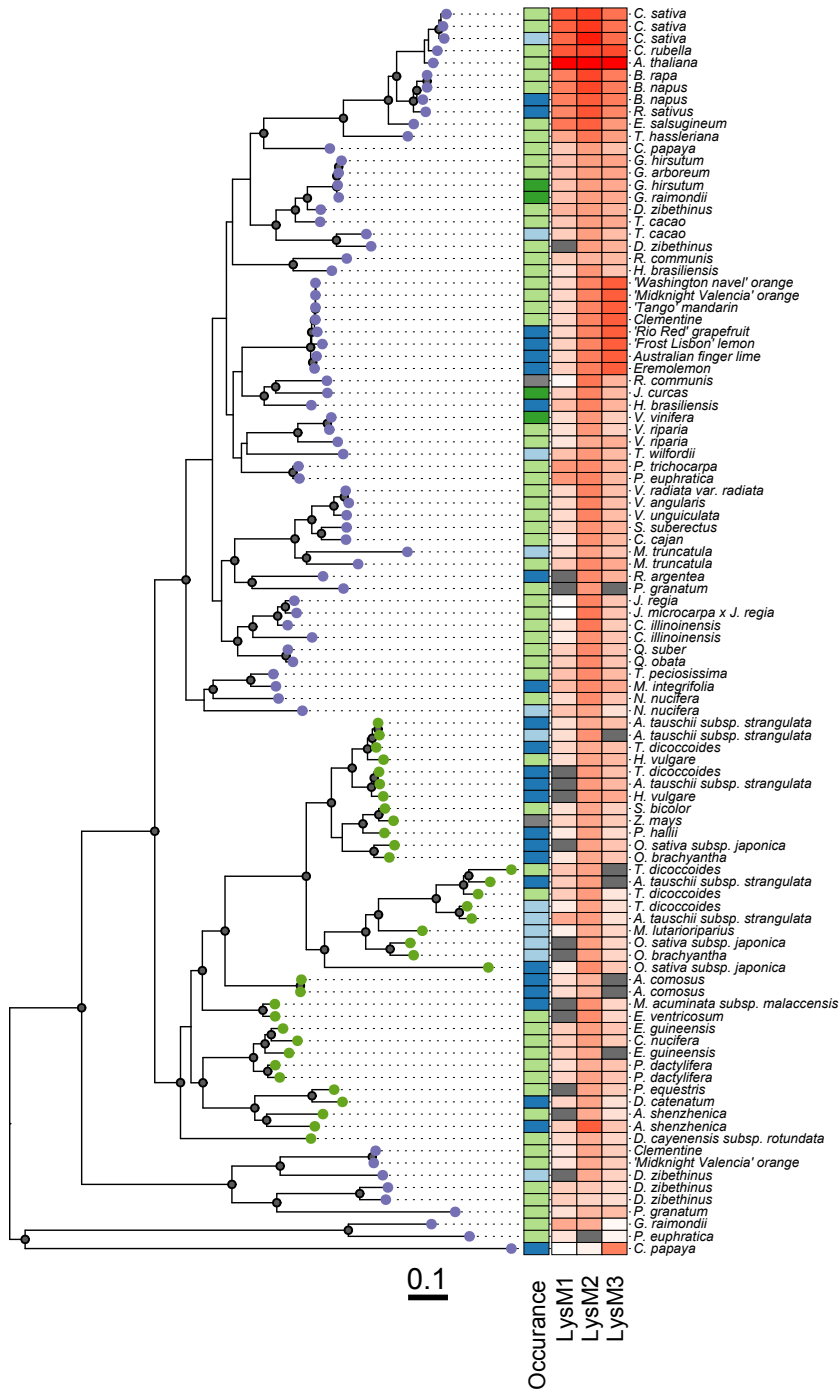 C. sativa
C. sativa
C. sativa
C. rubella
A. thaliana
B. rapa
B. napus
B. napus
R. sativus
E. salsugineum
T. hassleriana
C. papaya
G. hirsutum
G. arboreum
G. hirsutum
G. raimondii
D. zibethinus
T. cacao
T. cacao
D. zibethinus
R. communis
H. brasiliensis
'Washington navel' orange
'Midknight Valencia' orange
'Tango' mandarin
Clementine
'Rio Red' grapefruit
'Frost Lisbon' lemon
Australian finger lime
Eremolemon
R. communis
J. curcas
H. brasiliensis
V. vinifera
V. riparia
V. riparia
T. wilfordii
P. trichocarpa
P. euphratica
V. radiata var. radiata
V. angularis
V. unguiculata
S. suberectus
C. cajan
M. truncatula
M. truncatula
R. argentea
P. granatum
J. regia
J. microcarpa x J. regia
C. illinoinensis
C. illinoinensis
Q. suber
Q. obata
T. peciosissima
M. integrifolia
N. nucifera
N. nucifera
A. tauschii subsp. strangulata
A. tauschii subsp. strangulata
T. dicoccoides
H. vulgare
T. dicoccoides
A. tauschii subsp. strangulata
H. vulgare
S. bicolor
Z. mays
P. hallii
O. sativa subsp. japonica
O. brachyantha
T. dicoccoides
A. tauschii subsp. strangulata
T. dicoccoides
T. dicoccoides
A. tauschii subsp. strangulata
M. lutarioriparius
O. sativa subsp. japonica
O. brachyantha
O. sativa subsp. japonica
A. comosus
A. comosus
M. acuminata subsp. malaccensis
E. ventricosum
E. guineensis
C. nucifera
E. guineensis
P. dactylifera
P. dactylifera
P. equestris
D. catenatum
A. shenzhenica
A. shenzhenica
D. cayenensis subsp. rotundata
Clementine
'Midknight Valencia' orange
D. zibethinus
D. zibethinus
D. zibethinus
P. granatum
G. raimondii
P. euphratica
C. papaya
0.1
Occurance
LysM1
LysM2
LysM3